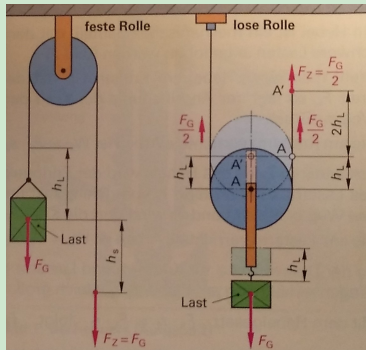 feste Rolle
lose Rolle
A'
F_Z = F_G/2
F_G/2
F_G/2
2h_L
A
A'
A
h_L
h_L
h_L
h_L
h_s
Last
F_G
F_Z = F_G
Last
F_G